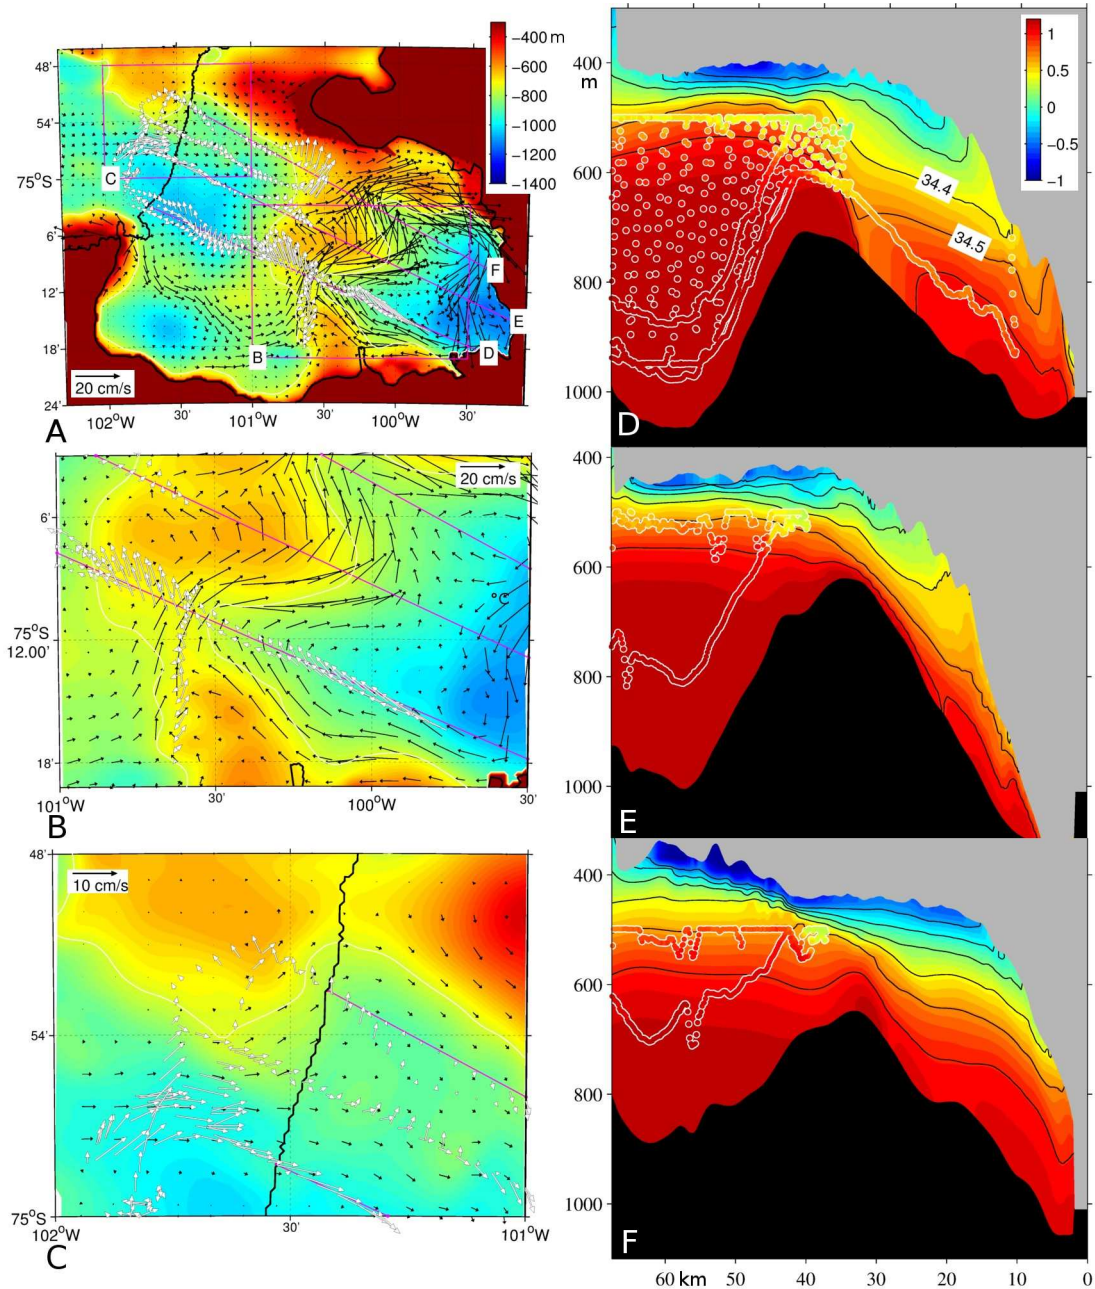 48'
54'
75°S
6'
12'
18'
24'
102°W
30'
101°W
30'
100°W
20 cm/s
−400 m
−600
−800
−1000
−1200
−1400
C
B
F
E
D
A
20 cm/s
6'
75°S
12.00'
18'
101°W
30'
100°W
30'
B
10 cm/s
48'
54'
75°S
102°W
30'
101°W
C
400
m
600
800
1000
1
0.5
0
−0.5
−1
34.4
34.5
D
400
600
800
1000
E
400
600
800
1000
F
60 km 50 40 30 20 10 0